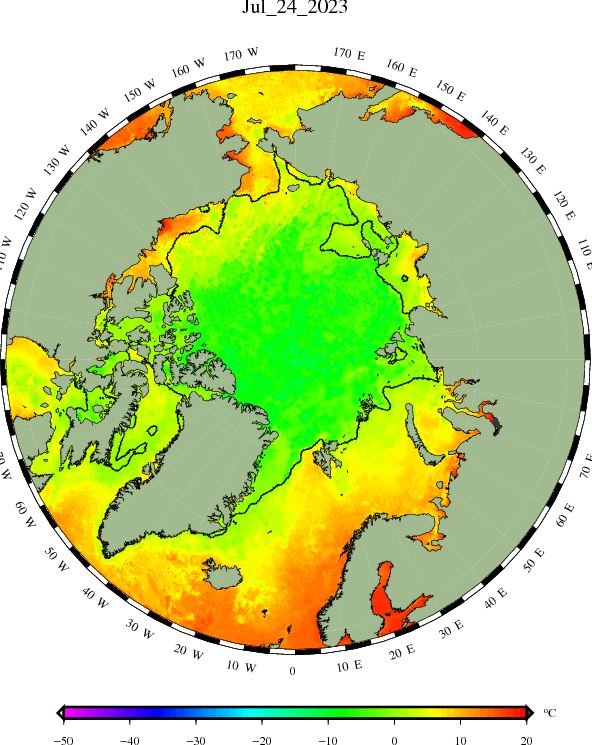 Jul_24_2023
170 W
170 E
160 W
160 E
150 W
150 E
140 W
140 E
130 W
130 E
120 W
120 E
110 E
70 E
60 W
60 E
50 W
50 E
40 W
40 E
30 W
30 E
20 W
20 E
10 W
10 E
0
°C
−50 −40 −30 −20 −10 0 10 20